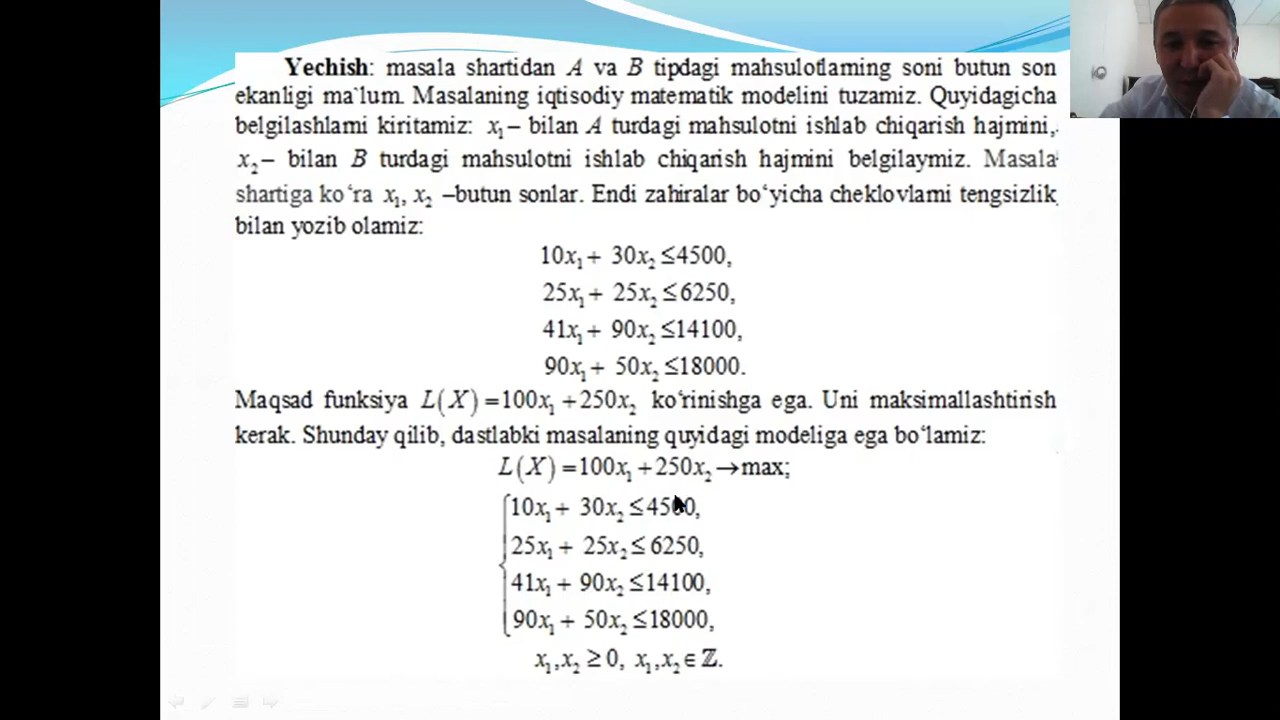 Yechish: masala shartidan A va B tipdagi mahsulotlarning soni butun son
ekanligi ma`lum. Masalaning iqtisodiy matematik modelini tuzamiz. Quyidagicha
belgilashlarni kiritamiz: x₁– bilan A turdagi mahsulotni ishlab chiqarish hajmini,
x₂– bilan B turdagi mahsulotni ishlab chiqarish hajmini belgilaymiz. Masala
shartiga ko‘ra x₁, x₂ –butun sonlar. Endi zahiralar bo‘yicha cheklovlarni tengsizlik
bilan yozib olamiz:
10x₁+ 30x₂ ≤4500,
25x₁+ 25x₂ ≤6250,
41x₁+ 90x₂ ≤14100,
90x₁+ 50x₂ ≤18000.
Maqsad funksiya L(X)=100x₁+250x₂ ko‘rinishga ega. Uni maksimallashtirish
kerak. Shunday qilib, dastlabki masalaning quyidagi modeliga ega bo‘lamiz:
L(X)=100x₁+250x₂→max;
10x₁+ 30x₂ ≤4500,
25x₁+ 25x₂ ≤6250,
41x₁+ 90x₂ ≤14100,
90x₁+ 50x₂ ≤18000,
x₁,x₂ ≥0, x₁,x₂∈ℤ.